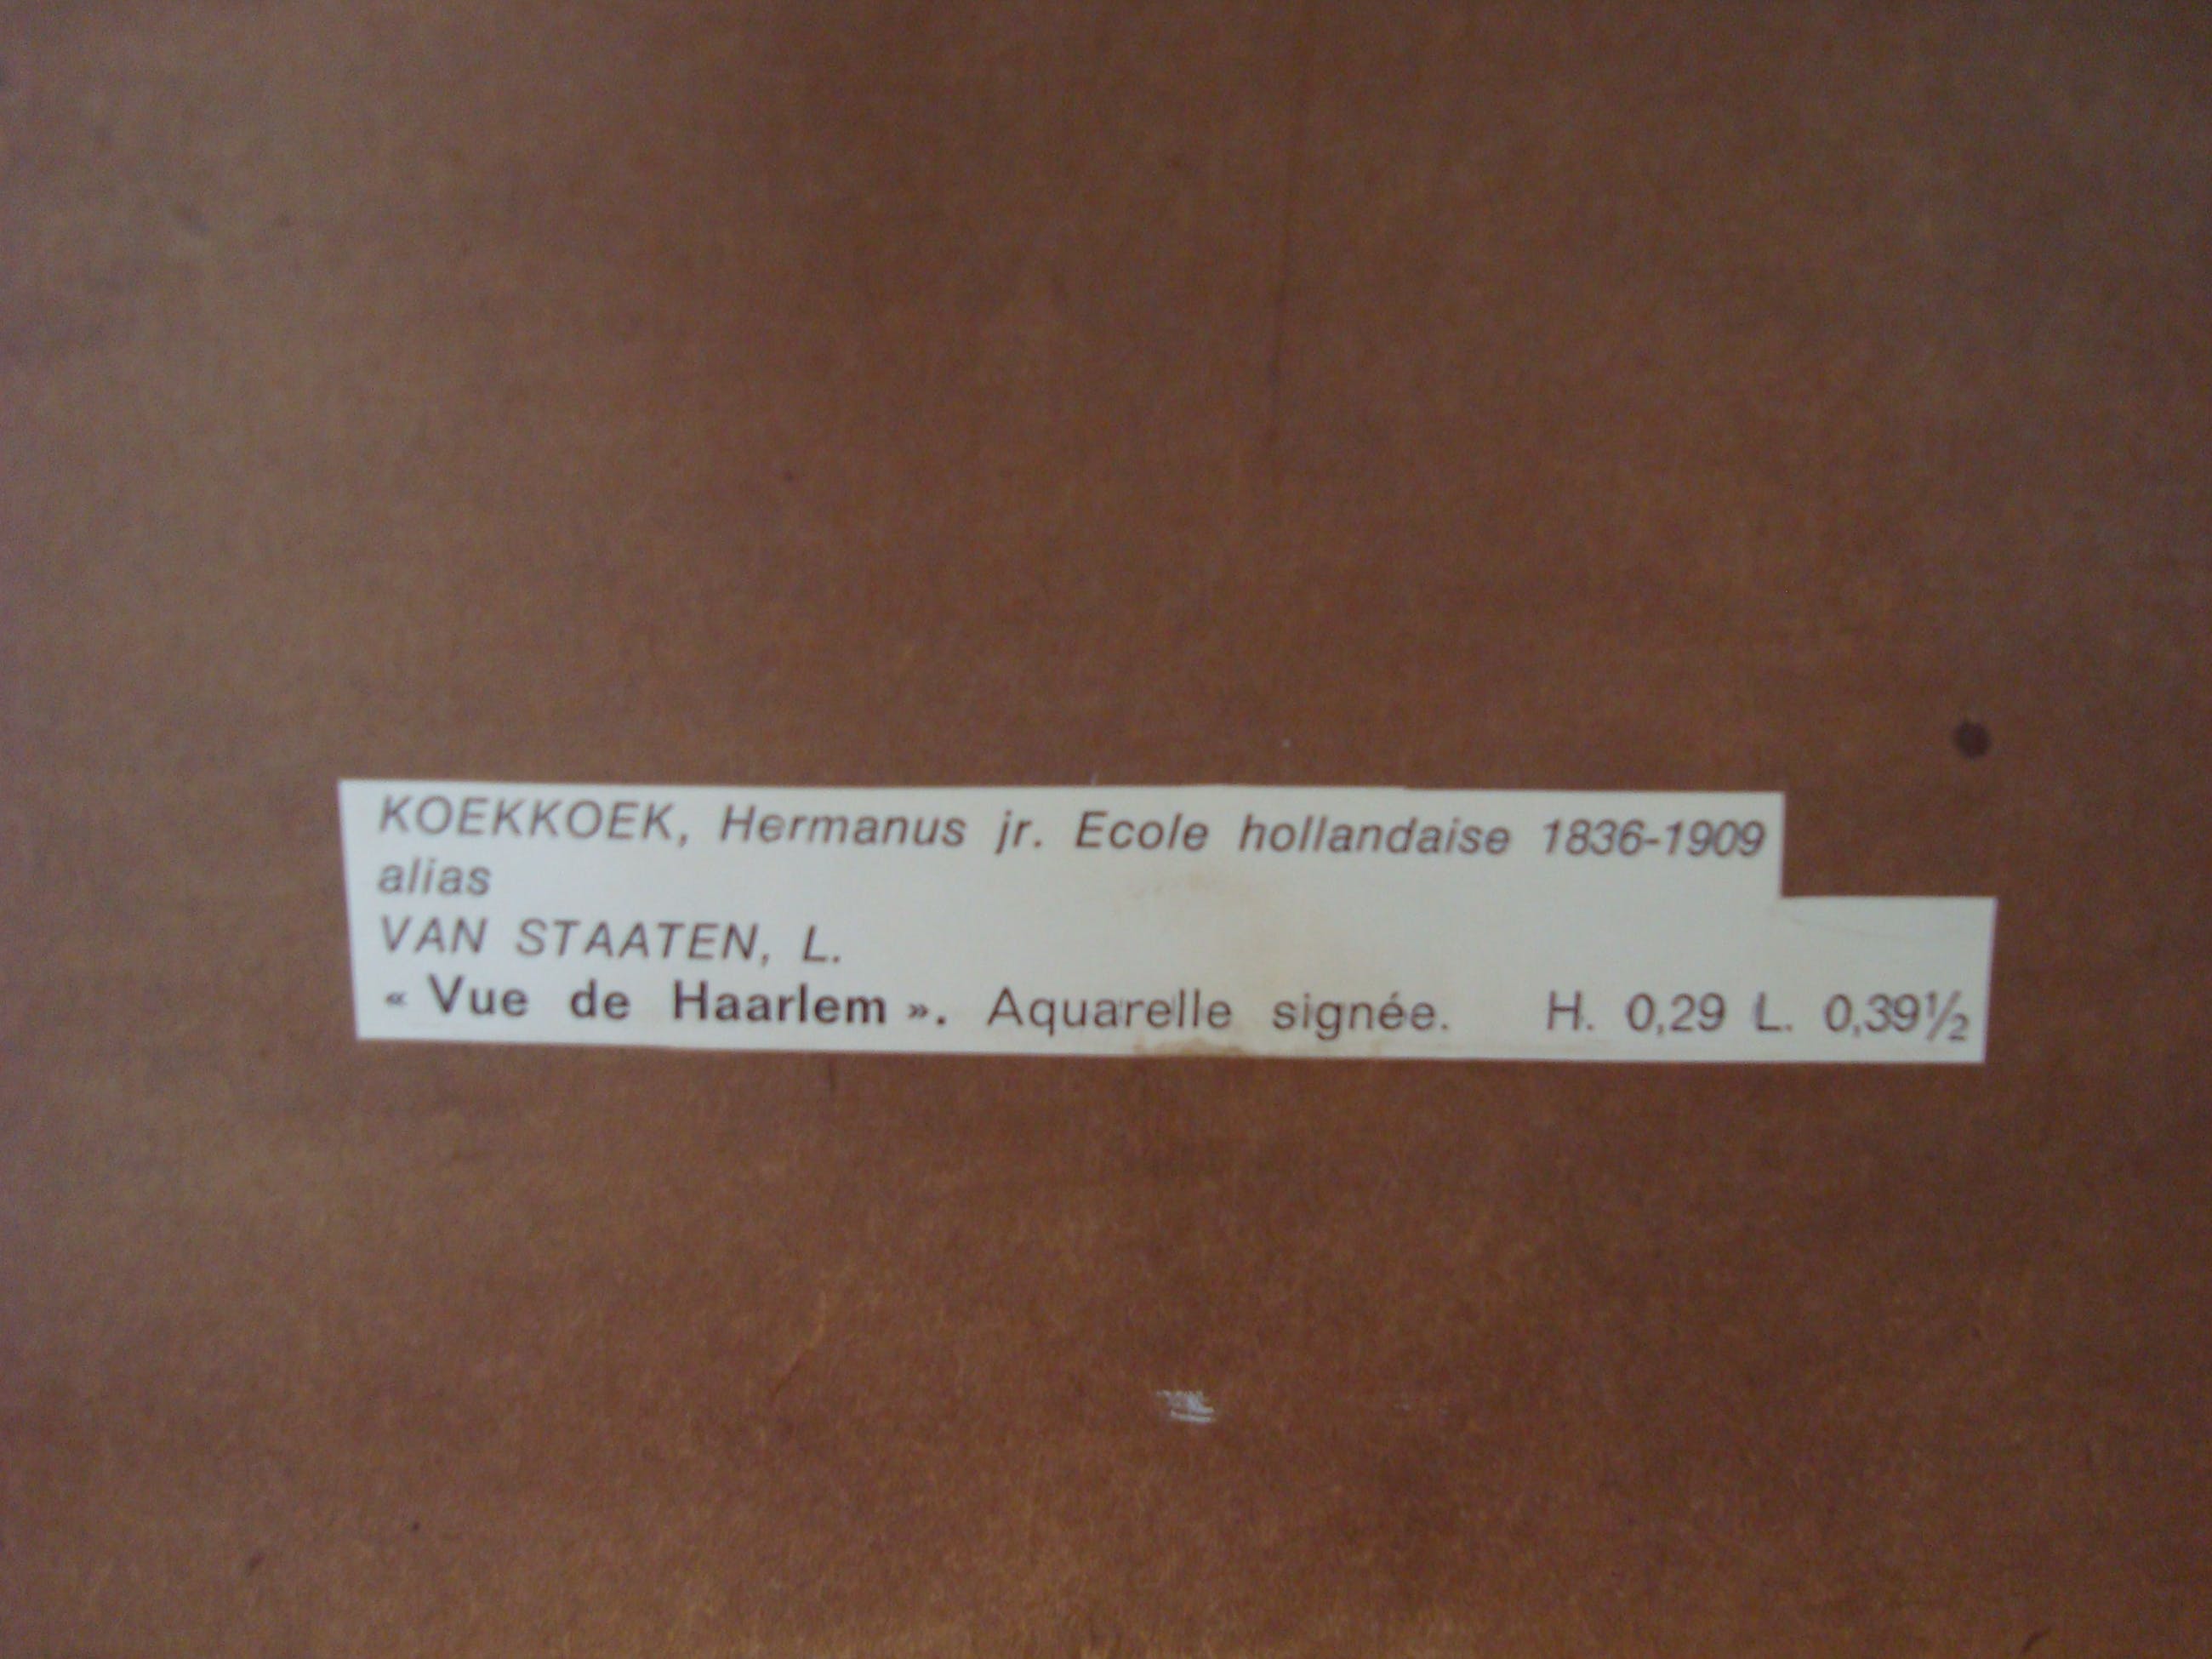 KOEKKOEK, Hermanus jr. Ecole hollandaise 1836-1909
alias
VAN STAATEN, L.
« Vue de Haarlem ». Aquarelle signée. H. 0,29 L. 0,39½